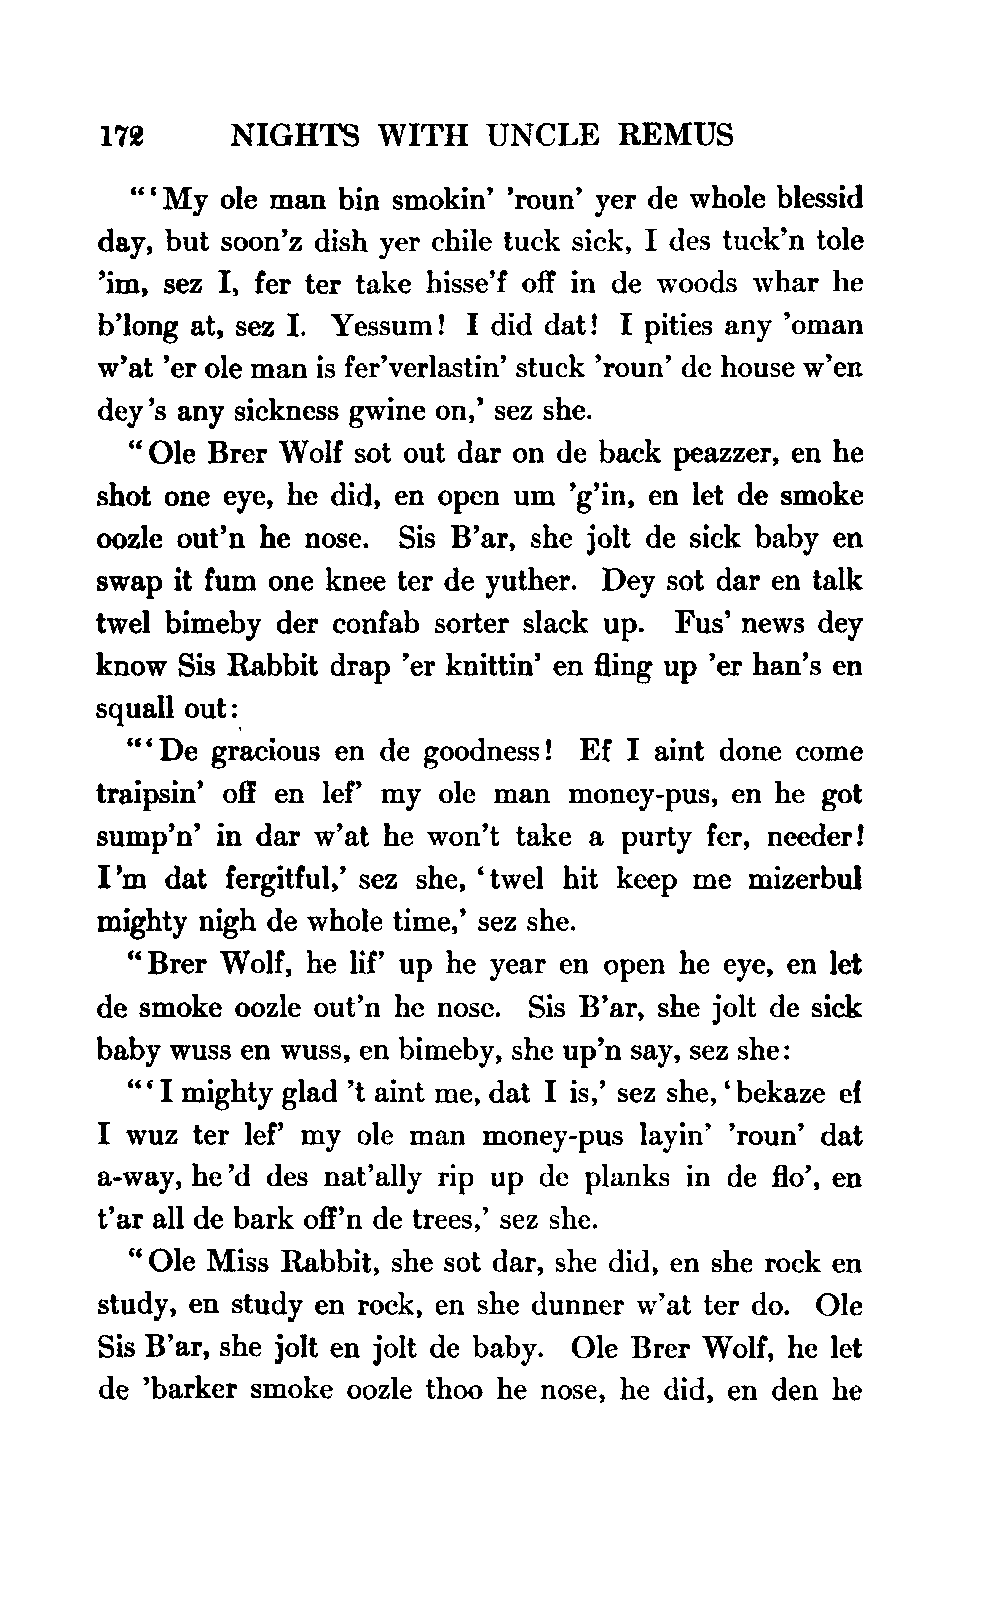 172 NIGHTS WITH UNCLE REMUS
"'My ole man bin smokin' 'roun' yer de whole blessid
day, but soon'z dish yer chile tuck sick, I des tuck'n tole
'im, sez I, fer ter take hisse'f off in de woods whar he
b'long at, sez I. Yessum! I did dat! I pities any 'oman
w'at 'er ole man is fer'verlastin' stuck 'roun' de house w'en
dey's any sickness gwine on,' sez she.
"Ole Brer Wolf sot out dar on de back peazzer, en he
shot one eye, he did, en open um 'g'in, en let de smoke
oozle out'n he nose. Sis B'ar, she jolt de sick baby en
swap it fum one knee ter de yuther. Dey sot dar en talk
twel bimeby der confab sorter slack up. Fus' news dey
know Sis Rabbit drap 'er knittin' en fling up 'er han's en
squall out:
"'De gracious en de goodness! Ef I aint done come
traipsin' off en lef' my ole man money-pus, en he got
sump'n' in dar w'at he won't take a purty fer, needer!
I'm dat fergitful,' sez she, 'twel hit keep me mizerbul
mighty nigh de whole time,' sez she.
"Brer Wolf, he lif' up he year en open he eye, en let
de smoke oozle out'n he nose. Sis B'ar, she jolt de sick
baby wuss en wuss, en bimeby, she up'n say, sez she:
"'I mighty glad 't aint me, dat I is,' sez she, 'bekaze ef
I wuz ter lef' my ole man money-pus layin' 'roun' dat
a-way, he'd des nat'ally rip up de planks in de flo', en
t'ar all de bark off'n de trees,' sez she.
"Ole Miss Rabbit, she sot dar, she did, en she rock en
study, en study en rock, en she dunner w'at ter do. Ole
Sis B'ar, she jolt en jolt de baby. Ole Brer Wolf, he let
de 'barker smoke oozle thoo he nose, he did, en den he